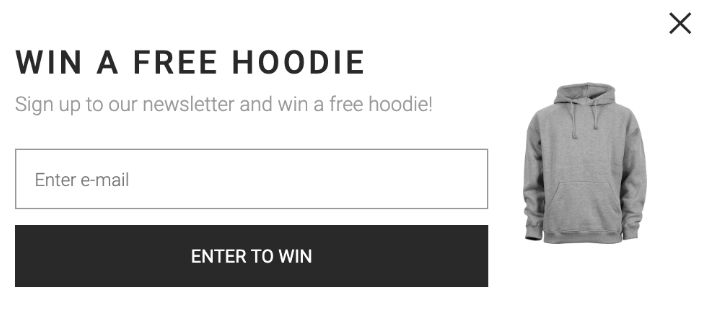 WIN A FREE HOODIE
Sign up to our newsletter and win a free hoodie!
Enter e-mail
ENTER TO WIN